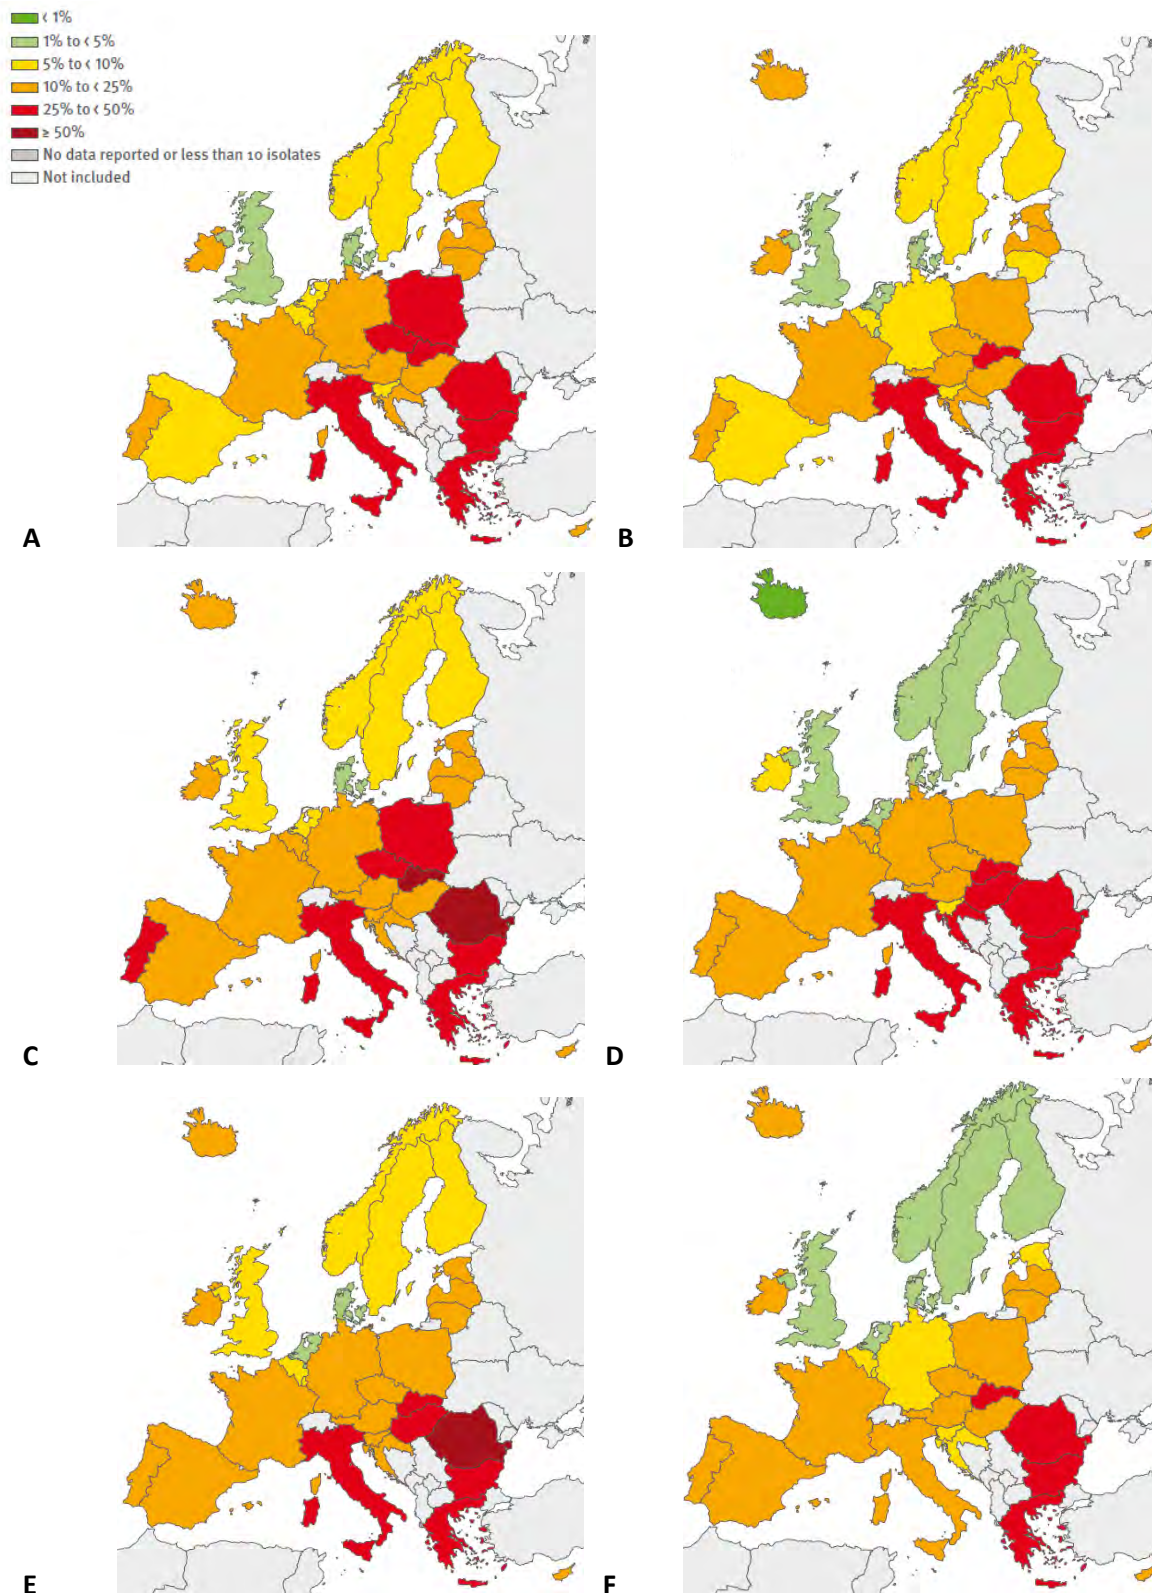 < 1%
1% to < 5%
5% to < 10%
10% to < 25%
25% to < 50%
≥ 50%
No data reported or less than 10 isolates
Not included
A
B
C
D
E
F